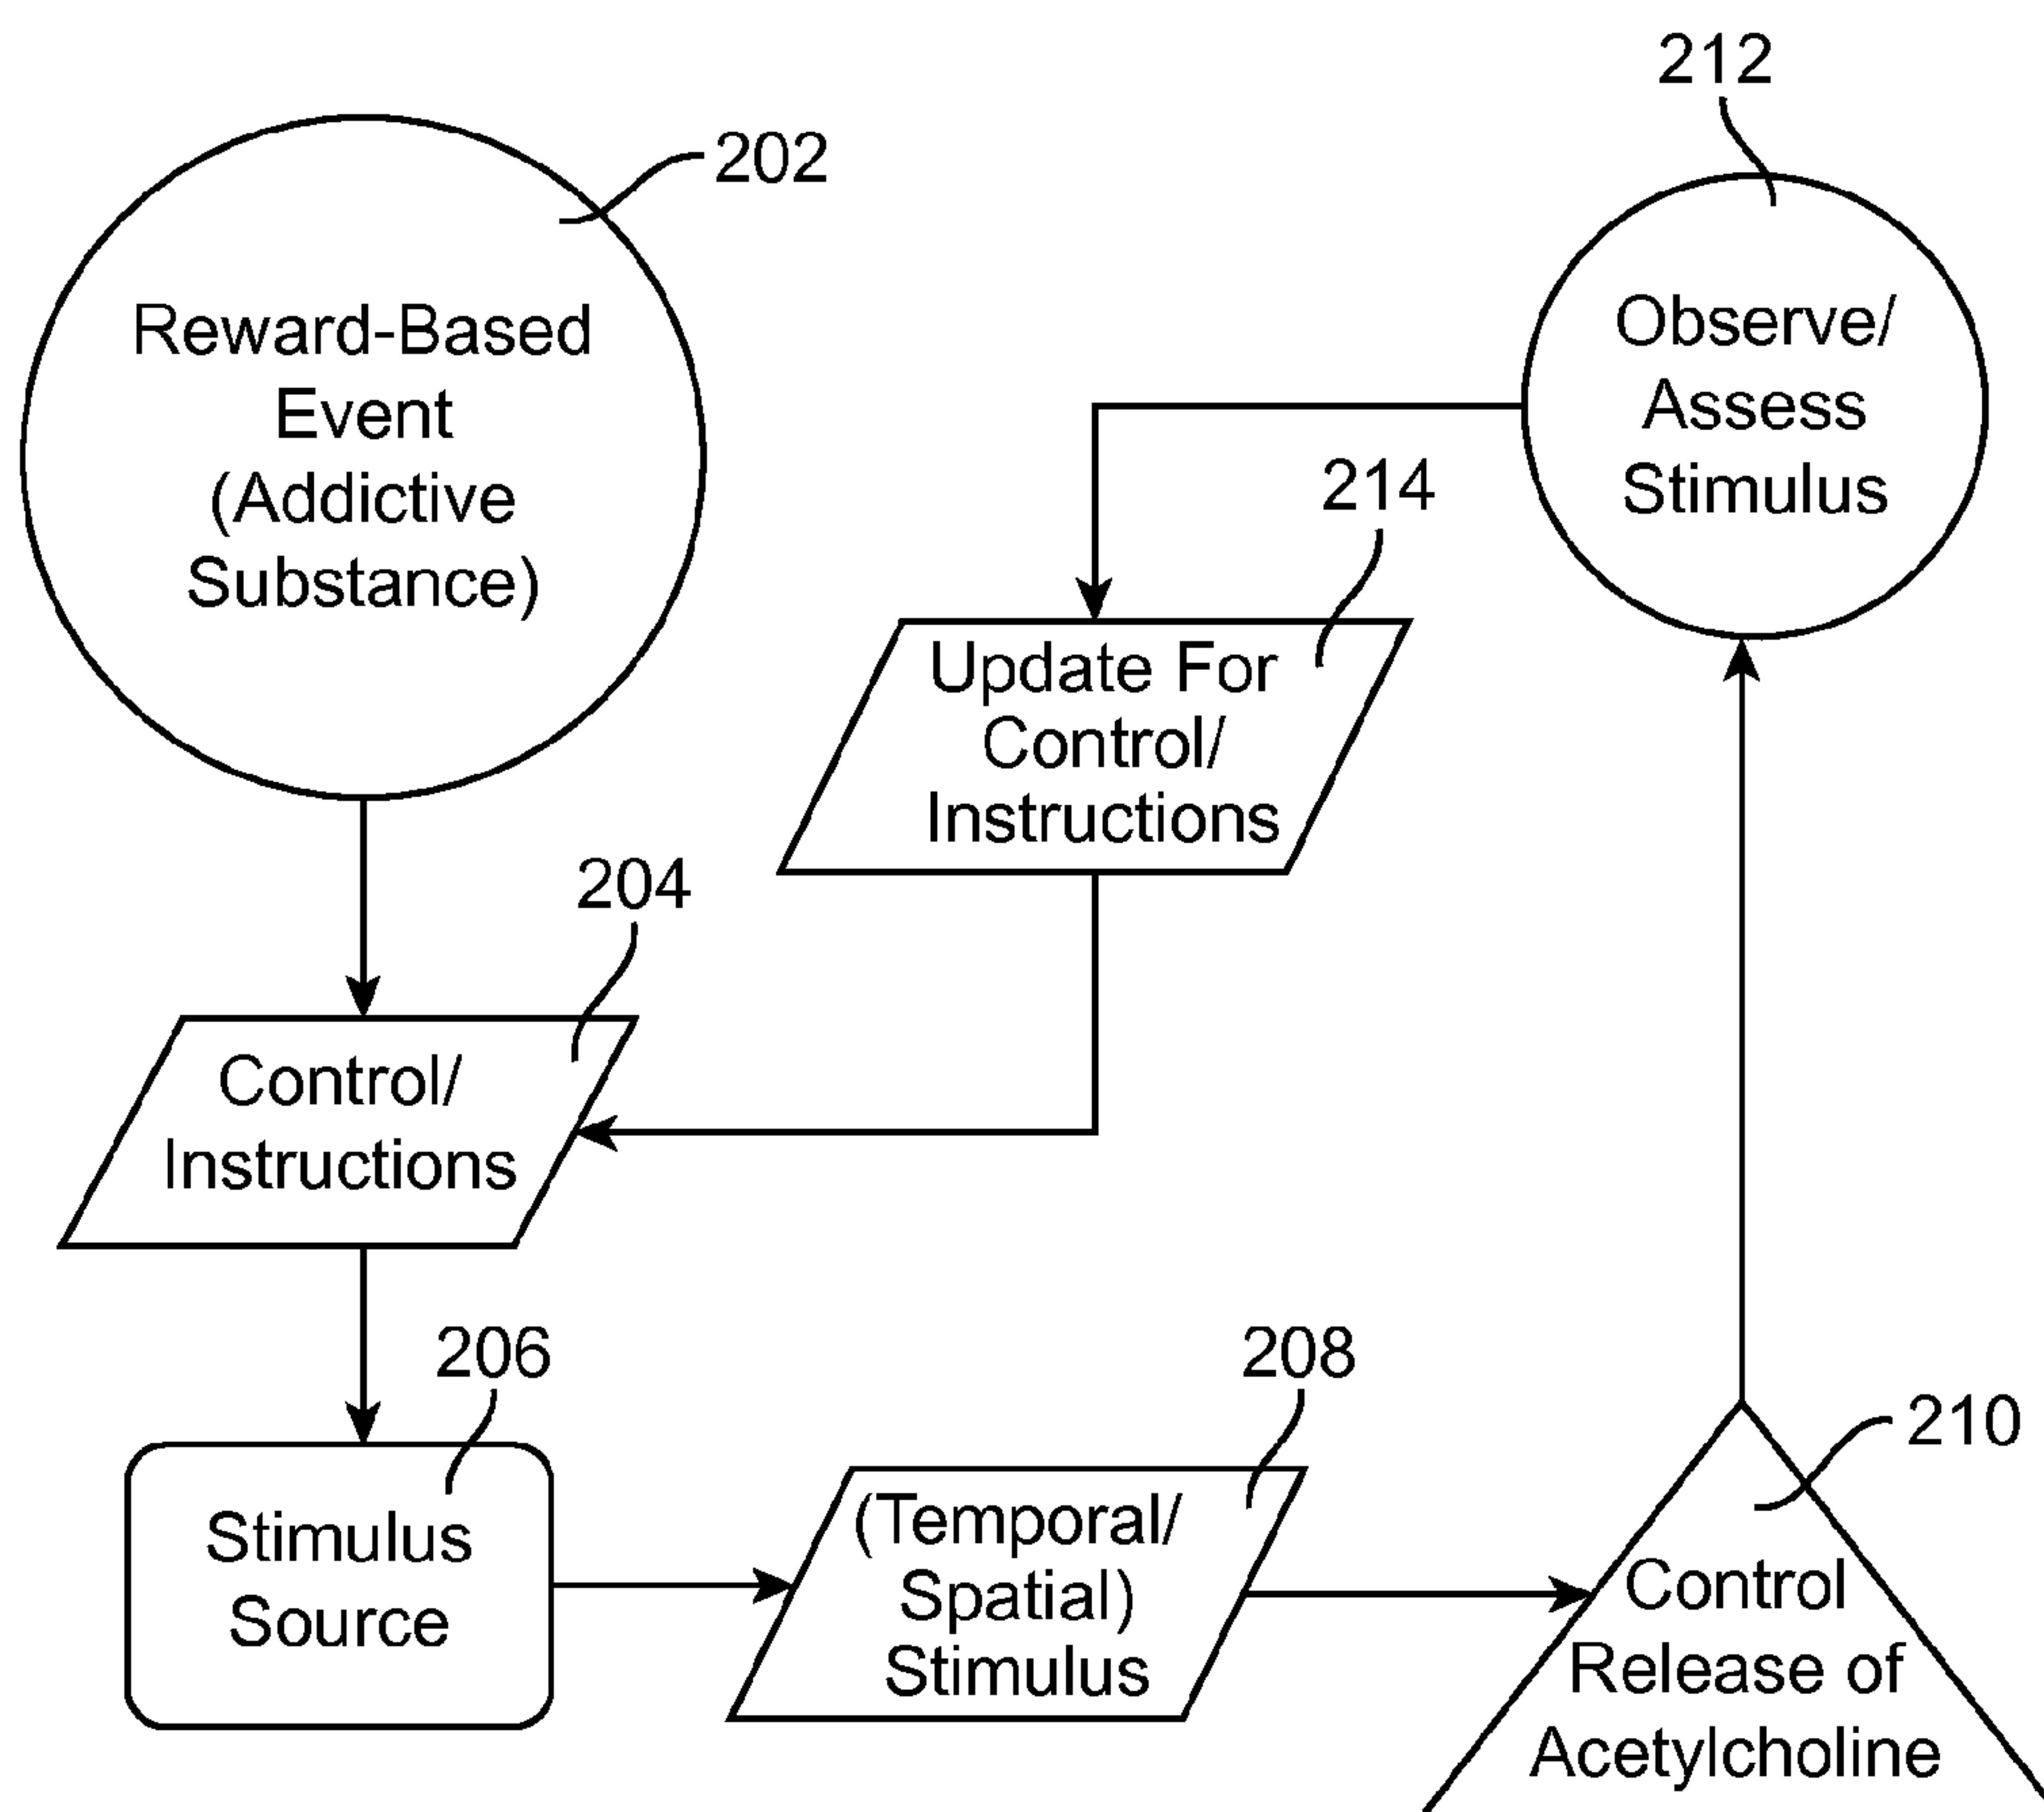 202
Reward-Based
Event
(Addictive
Substance)
212
Observe/
Assess
Stimulus
214
Update For
Control/
Instructions
204
Control/
Instructions
206
Stimulus
Source
208
(Temporal/
Spatial)
Stimulus
210
Control
Release of
Acetylcholine